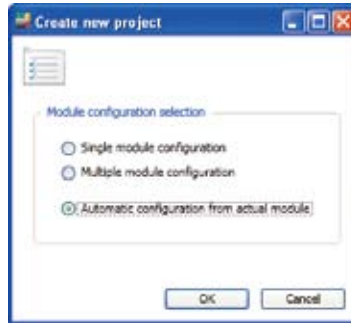 Create new project
Module configuration selection
Single module configuration
Multiple module configuration
Automatic configuration from actual module
OK
Cancel